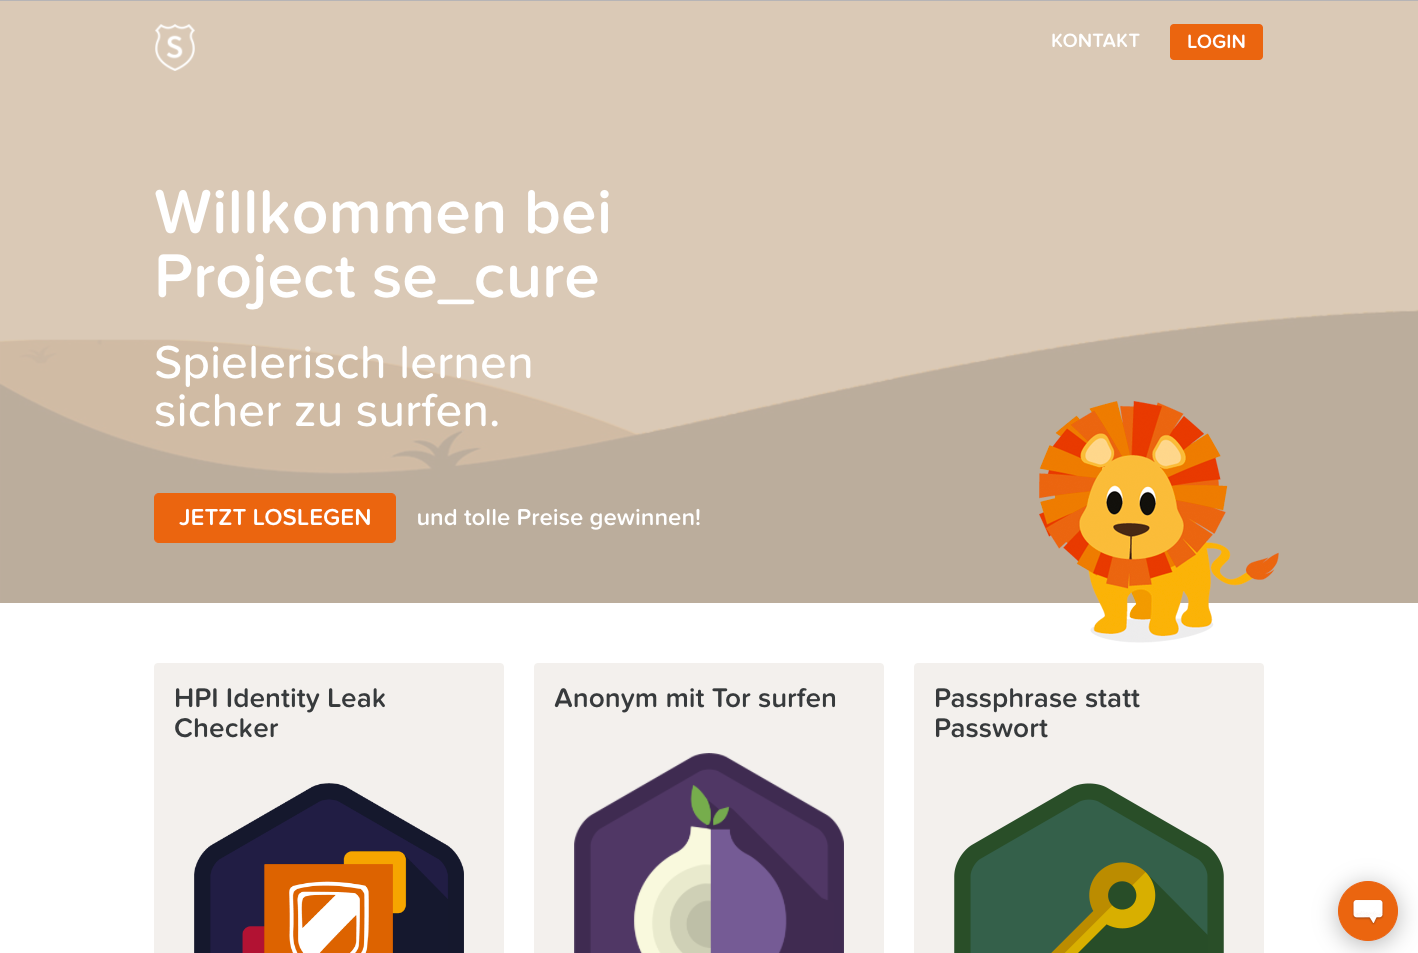 S
KONTAKT
LOGIN
Willkommen bei
Project se_cure
Spielerisch lernen
sicher zu surfen.
JETZT LOSLEGEN
und tolle Preise gewinnen!
HPI Identity Leak
Checker
Anonym mit Tor surfen
Passphrase statt
Passwort